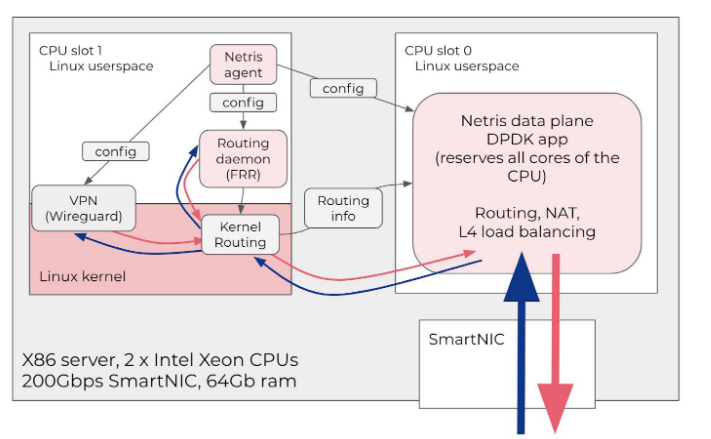 CPU slot 1
Linux userspace
Netris
agent
config
config
config
Routing
daemon
(FRR)
VPN
(Wireguard)
Kernel
Routing
Routing
info
Linux kernel
CPU slot 0
Linux userspace
Netris data plane
DPDK app
(reserves all cores of the
CPU)
Routing, NAT,
L4 load balancing
SmartNIC
X86 server, 2 x Intel Xeon CPUs
200Gbps SmartNIC, 64Gb ram